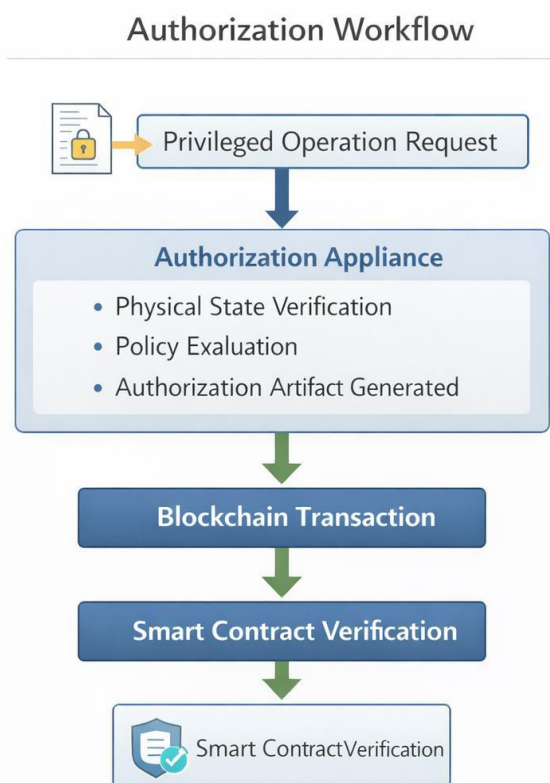 Authorization Workflow
Privileged Operation Request
Authorization Appliance
• Physical State Verification
• Policy Evaluation
• Authorization Artifact Generated
Blockchain Transaction
Smart Contract Verification
Smart ContractVerification